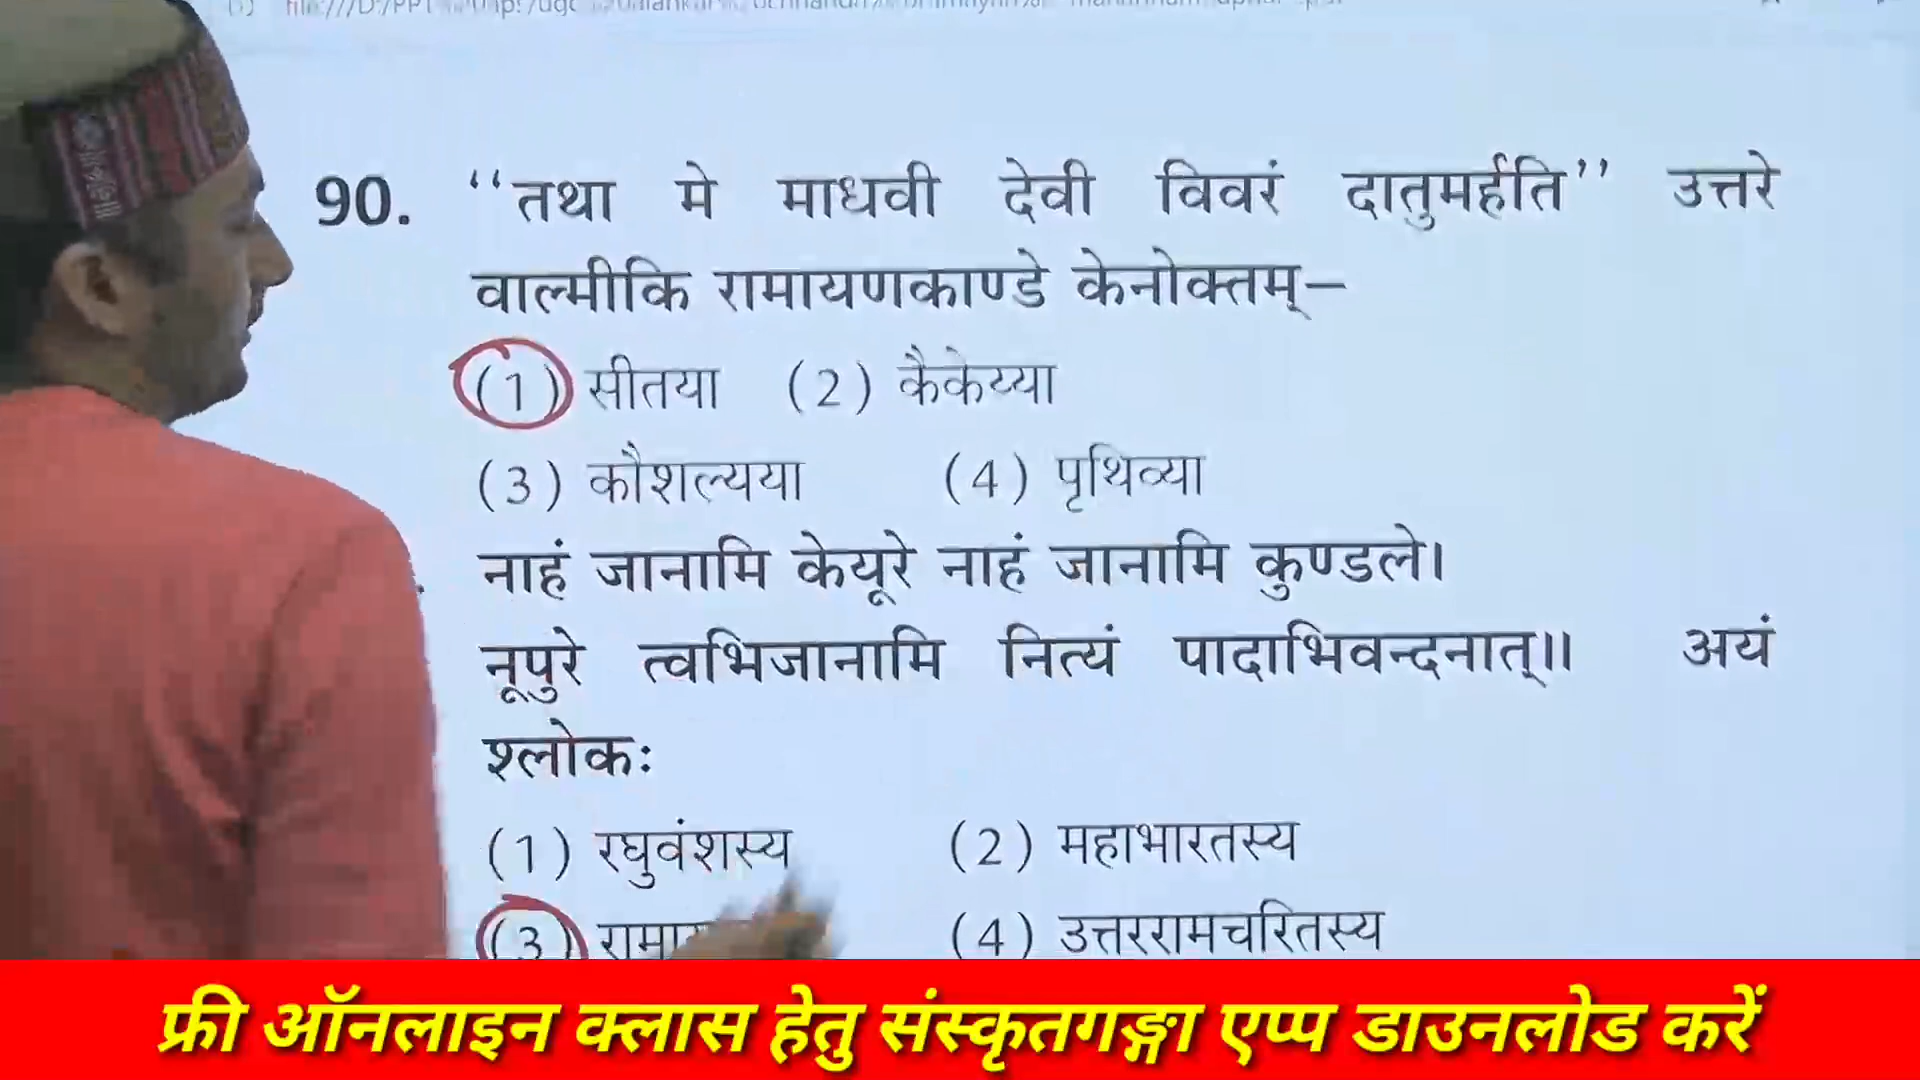 90. ‘‘तथा मे माधवी देवी विवरं दातुमर्हति’’ उत्तरे
वाल्मीकि रामायणकाण्डे केनोक्तम्–
(1) सीतया (2) कैकेय्या
(3) कौशल्यया (4) पृथिव्या
नाहं जानामि केयूरे नाहं जानामि कुण्डले।
नूपुरे त्वभिजानामि नित्यं पादाभिवन्दनात्।। अयं
श्लोकः
(1) रघुवंशस्य (2) महाभारतस्य
(3) (4) उत्तररामचरितस्य
फ्री ऑनलाइन क्लास हेतु संस्कृतगङ्गा एप्प डाउनलोड करें